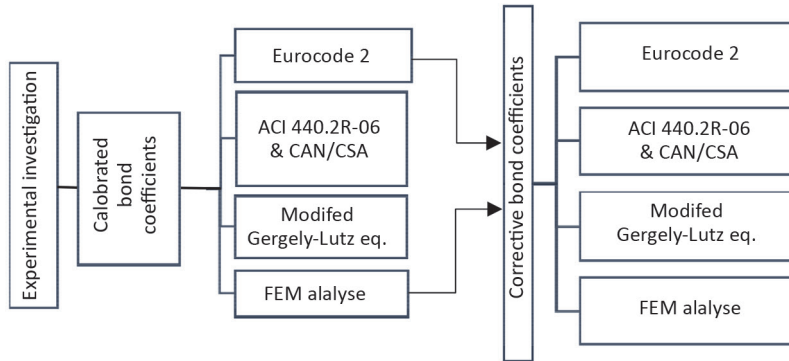 Experimental investigation
Calobrated
bond
coefficients
Eurocode 2
ACI 440.2R-06
& CAN/CSA
Modifed
Gergely-Lutz eq.
FEM alalyse
Corrective bond coefficients
Eurocode 2
ACI 440.2R-06
& CAN/CSA
Modifed
Gergely-Lutz eq.
FEM alalyse